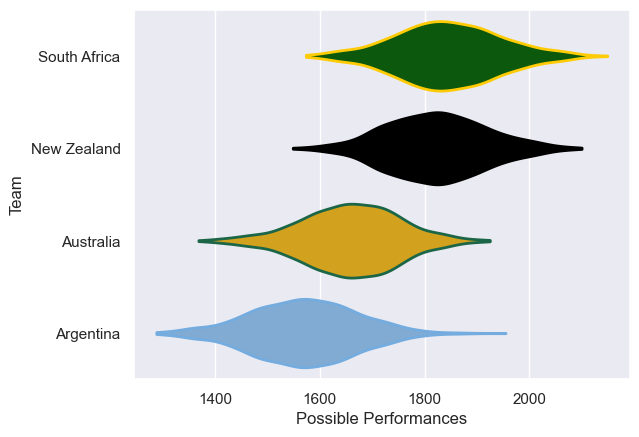 South Africa
New Zealand
Australia
Argentina
Team
1400 1600 1800 2000
Possible Performances